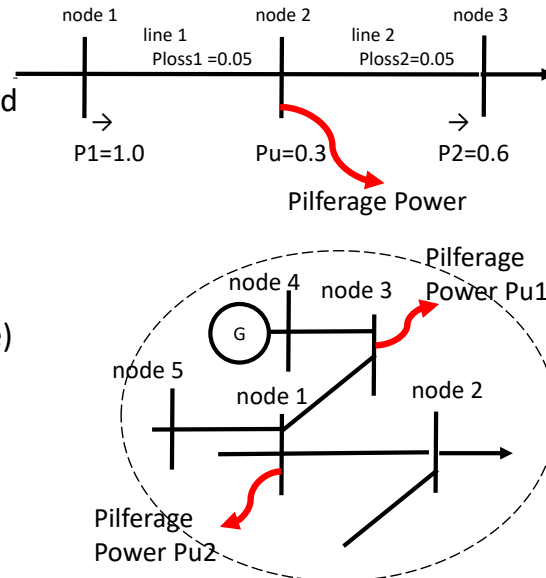 node 1
node 2
node 3
line 1
line 2
Ploss1 =0.05
Ploss2=0.05
d
→
→
P1=1.0
Pu=0.3
P2=0.6
Pilferage Power
Pilferage
Power Pu1
node 4
node 3
G
e)
node 5
node 1
node 2
Pilferage
Power Pu2